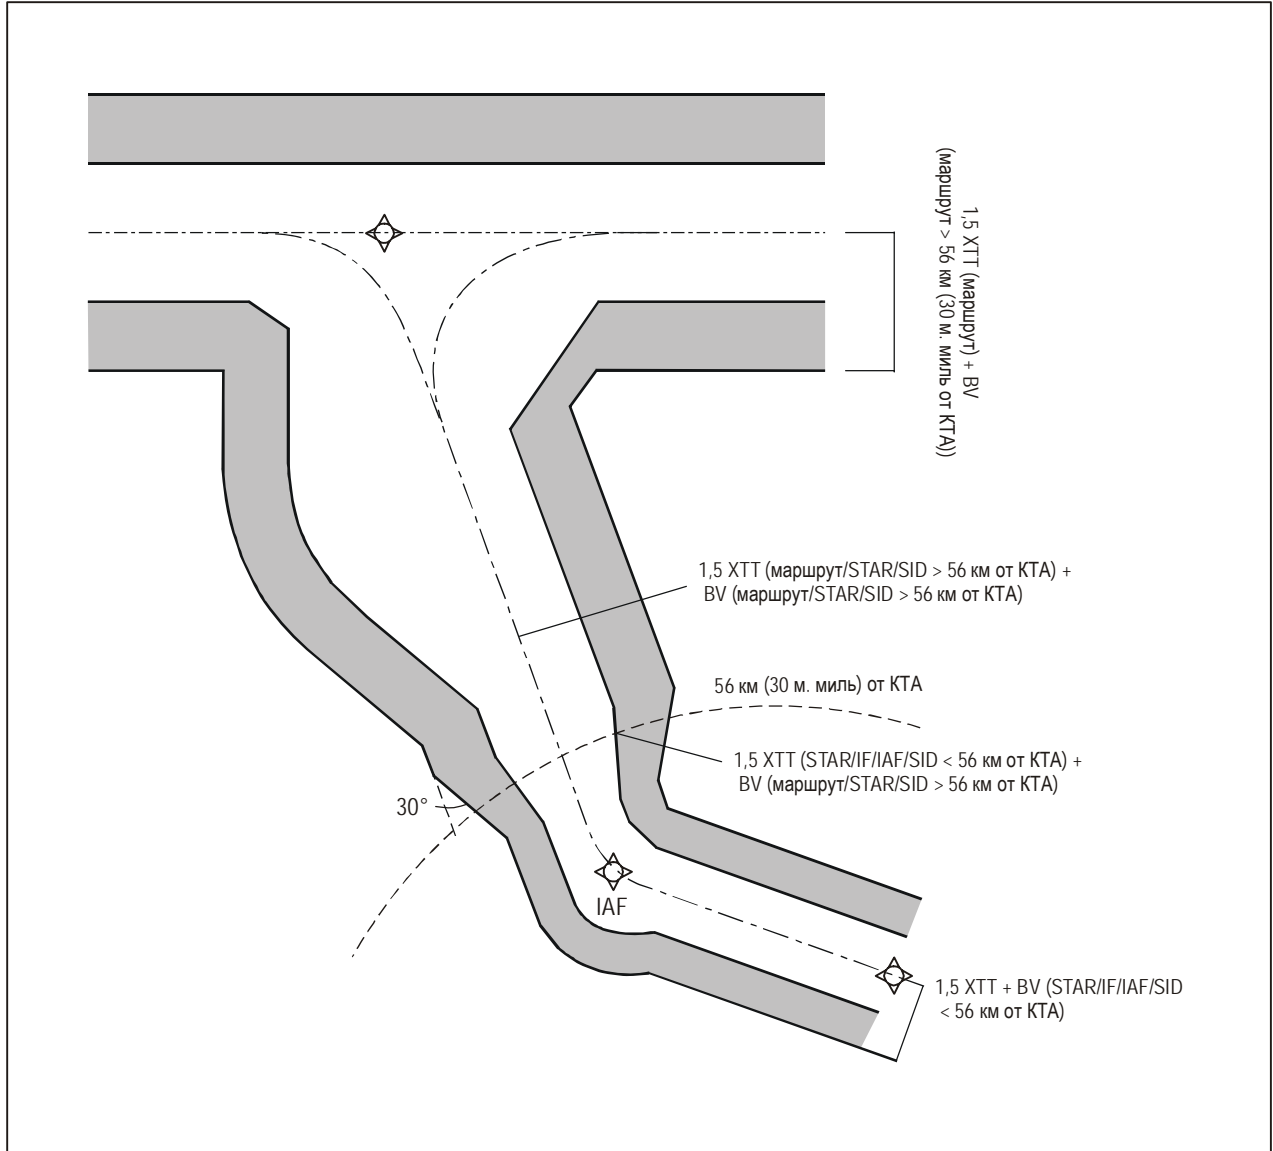 1,5 XTT (маршрут) + BV
(маршрут > 56 км (30 м. миль от КТА))
1,5 XTT (маршрут/STAR/SID > 56 км от КТА) +
BV (маршрут/STAR/SID > 56 км от КТА)
56 км (30 м. миль) от КТА
1,5 XTT (STAR/IF/IAF/SID < 56 км от КТА) +
BV (маршрут/STAR/SID > 56 км от КТА)
30°
IAF
1,5 XTT + BV (STAR/IF/IAF/SID
< 56 км от КТА)